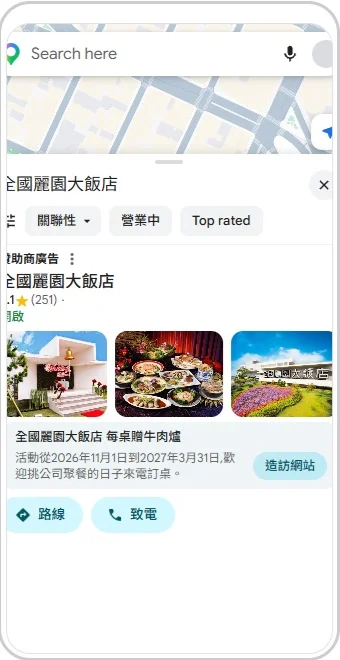 Search here
全國麗園大飯店
關聯性
營業中
Top rated
贊助商廣告
全國麗園大飯店
.1 (251) ·
開啟
全國麗園大飯店 每桌贈牛肉爐
活動從2026年11月1日到2027年3月31日,歡
迎挑公司聚餐的日子來電訂桌。
造訪網站
路線
致電